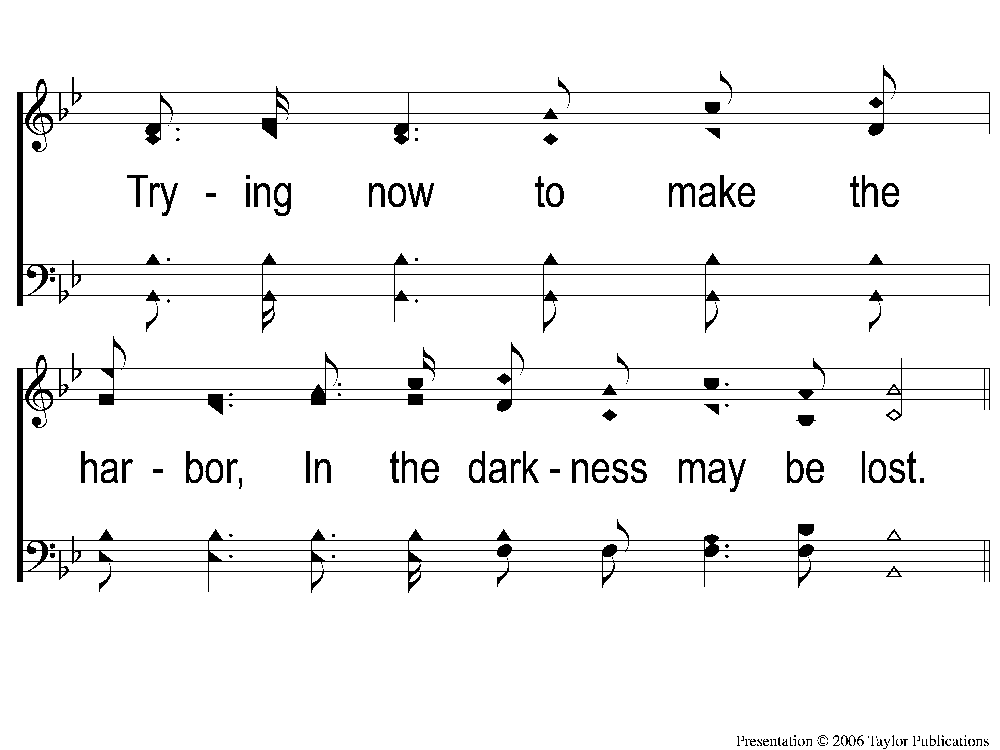 Try - ing now to make the
har - bor, In the dark - ness may be lost.
Presentation © 2006 Taylor Publications